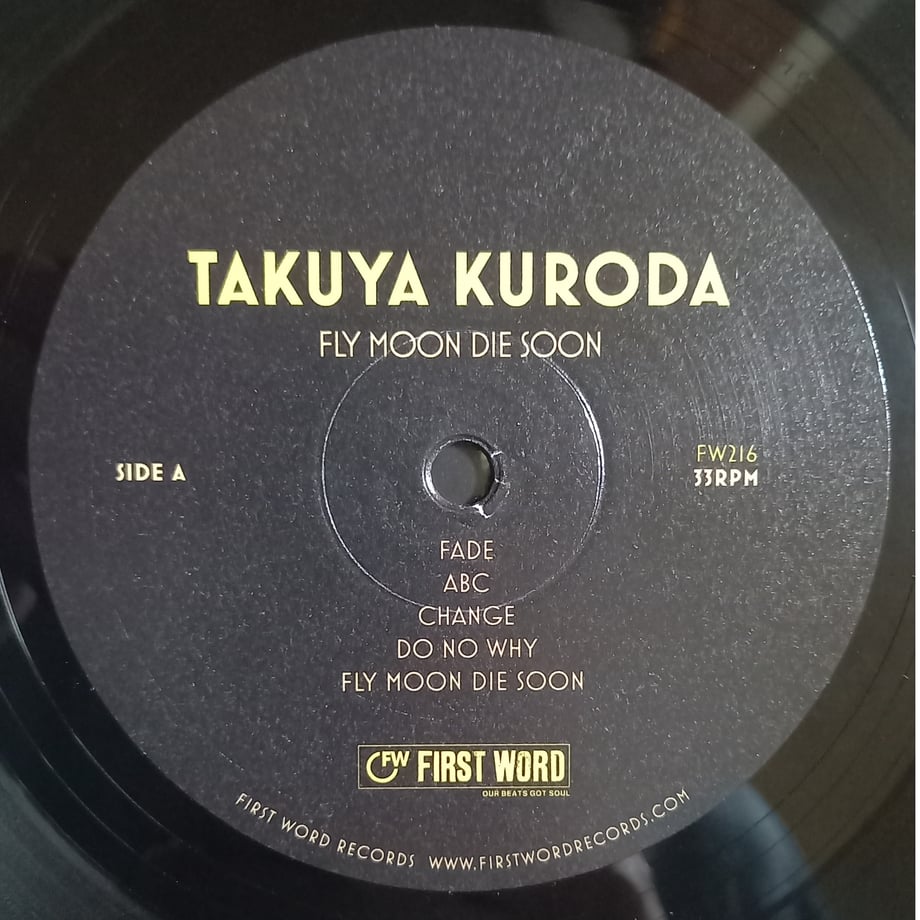 TAKUYA KURODA
FLY MOON DIE SOON
SIDE A
FW216
33RPM
FADE
ABC
CHANGE
DO NO WHY
FLY MOON DIE SOON
FW FIRST WORD
OUR BEATS GOT SOUL
FIRST WORD RECORDS WWW.FIRSTWORDRECORDS.COM